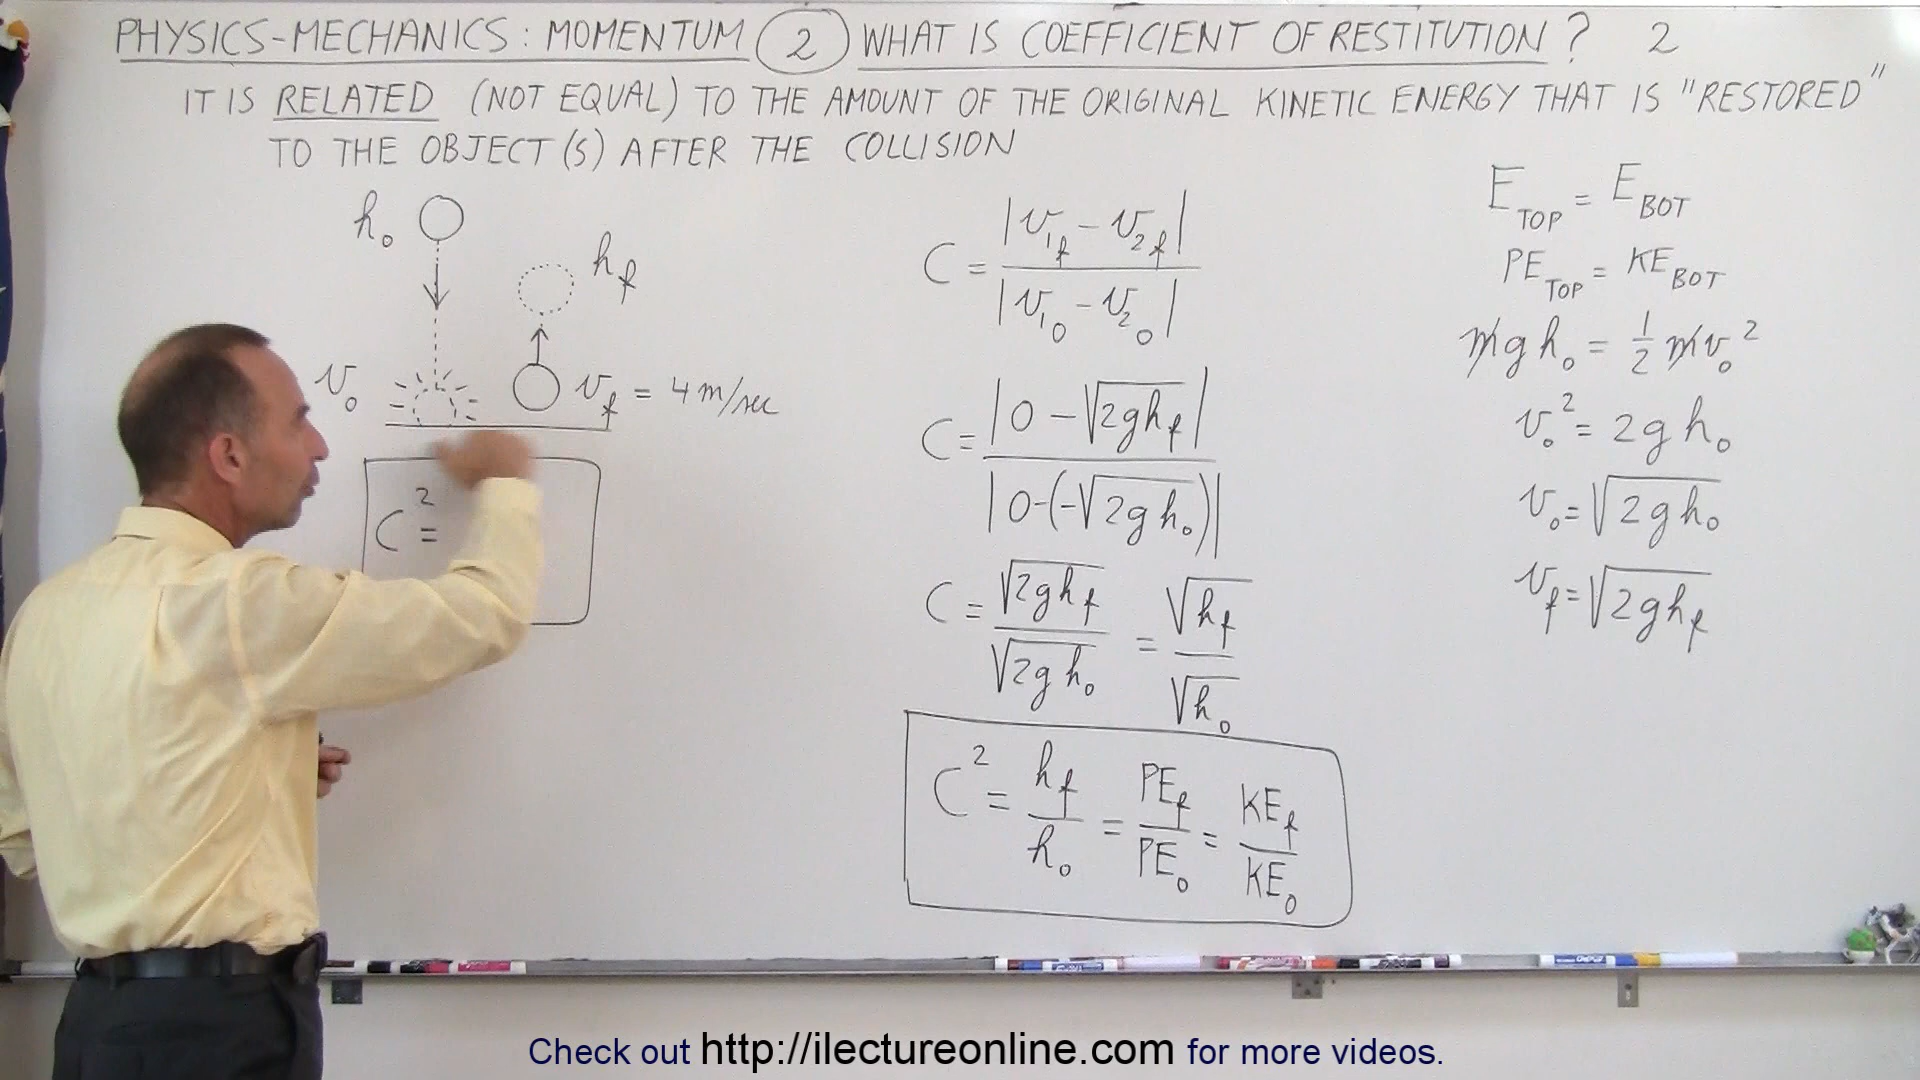 PHYSICS-MECHANICS: MOMENTUM 2 WHAT IS COEFFICIENT OF RESTITUTION? 2
IT IS RELATED (NOT EQUAL) TO THE AMOUNT OF THE ORIGINAL KINETIC ENERGY THAT IS "RESTORED"
TO THE OBJECT(S) AFTER THE COLLISION
h₀
h_f
v₀
v_f = 4 m/sec
C² =
C = |v_1f - v_2f| / |v_1₀ - v_2₀|
C = |0 - √(2gh_f)| / |0-(-√(2gh₀))|
C = √(2gh_f) / √(2gh₀) = √h_f / √h₀
C² = h_f / h₀ = PE_f / PE₀ = KE_f / KE₀
E_TOP = E_BOT
PE_TOP = KE_BOT
mgh₀ = 1/2 mv₀²
v₀² = 2gh₀
v₀ = √(2gh₀)
v_f = √(2gh_f)
Check out http://ilectureonline.com for more videos.